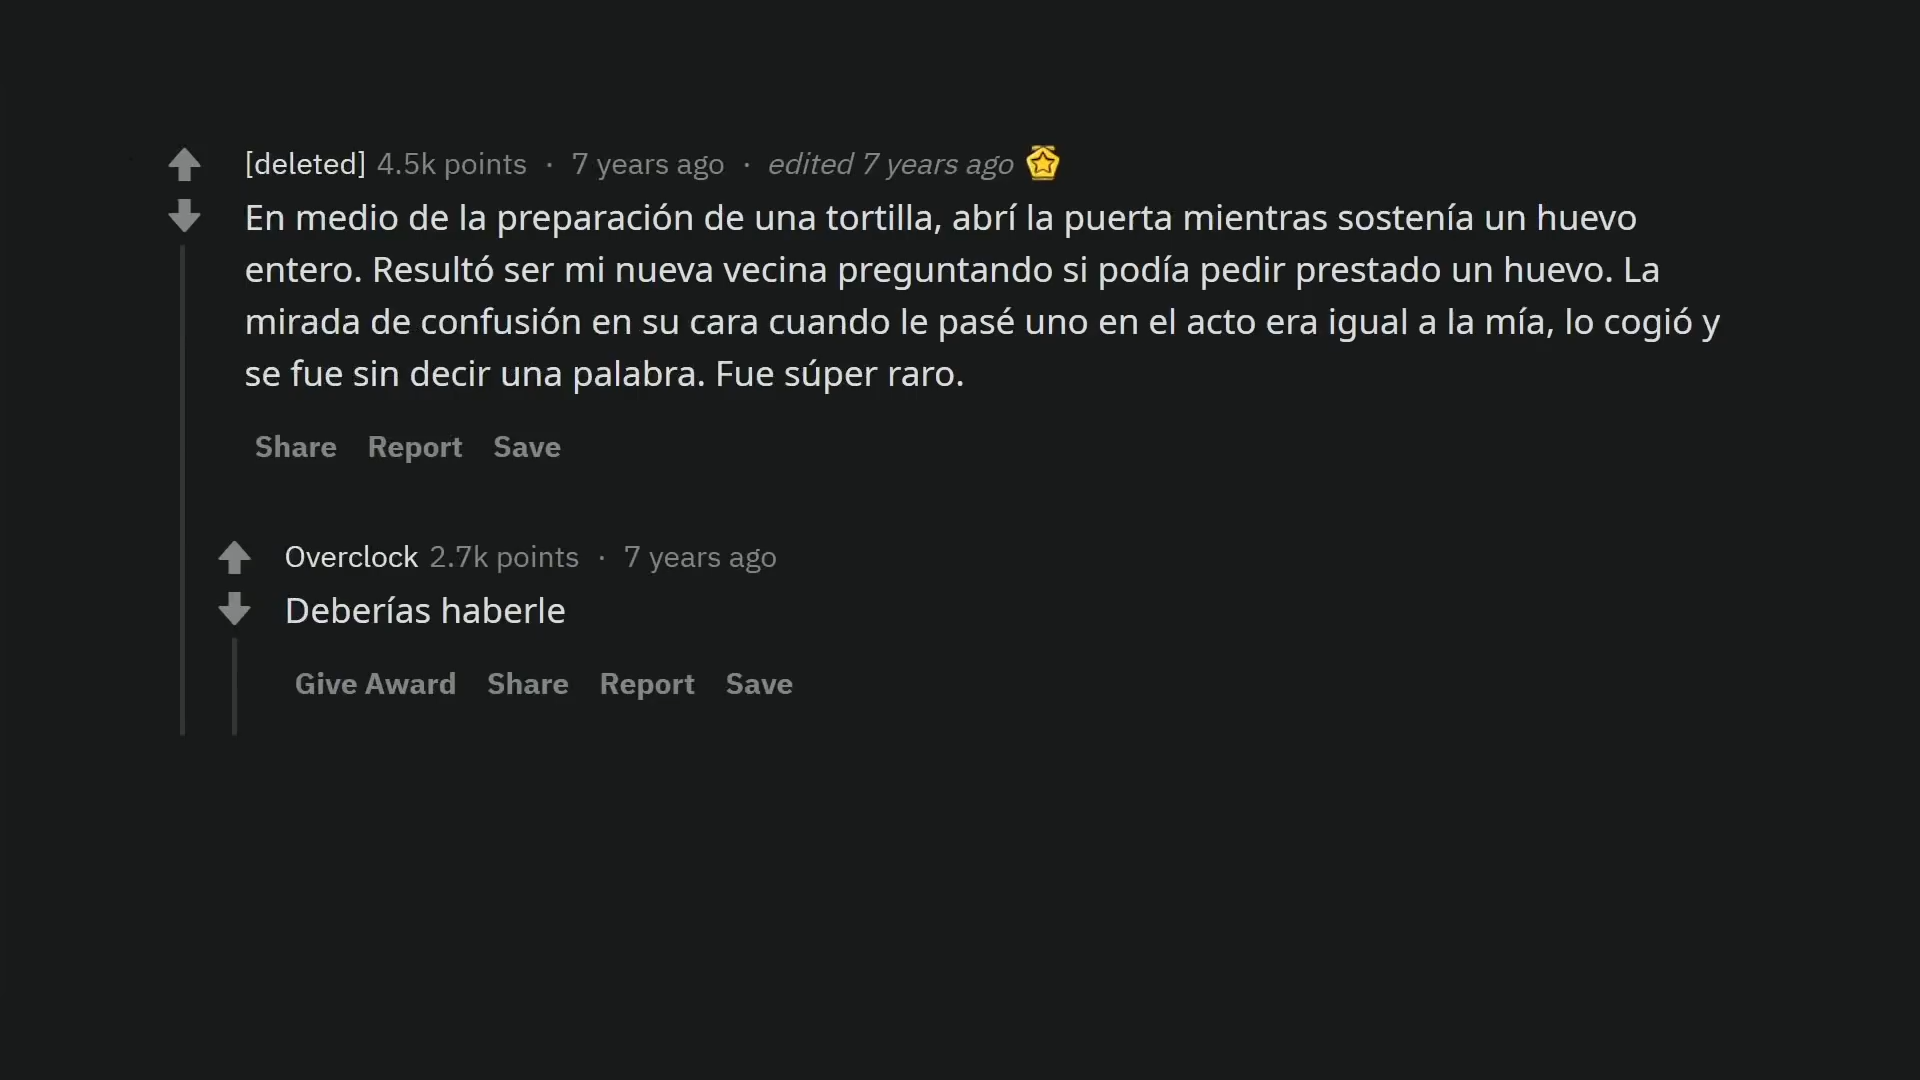 [deleted] 4.5k points · 7 years ago · edited 7 years ago
En medio de la preparación de una tortilla, abrí la puerta mientras sostenía un huevo
entero. Resultó ser mi nueva vecina preguntando si podía pedir prestado un huevo. La
mirada de confusión en su cara cuando le pasé uno en el acto era igual a la mía, lo cogió y
se fue sin decir una palabra. Fue súper raro.
Share Report Save
Overclock 2.7k points · 7 years ago
Deberías haberle
Give Award Share Report Save